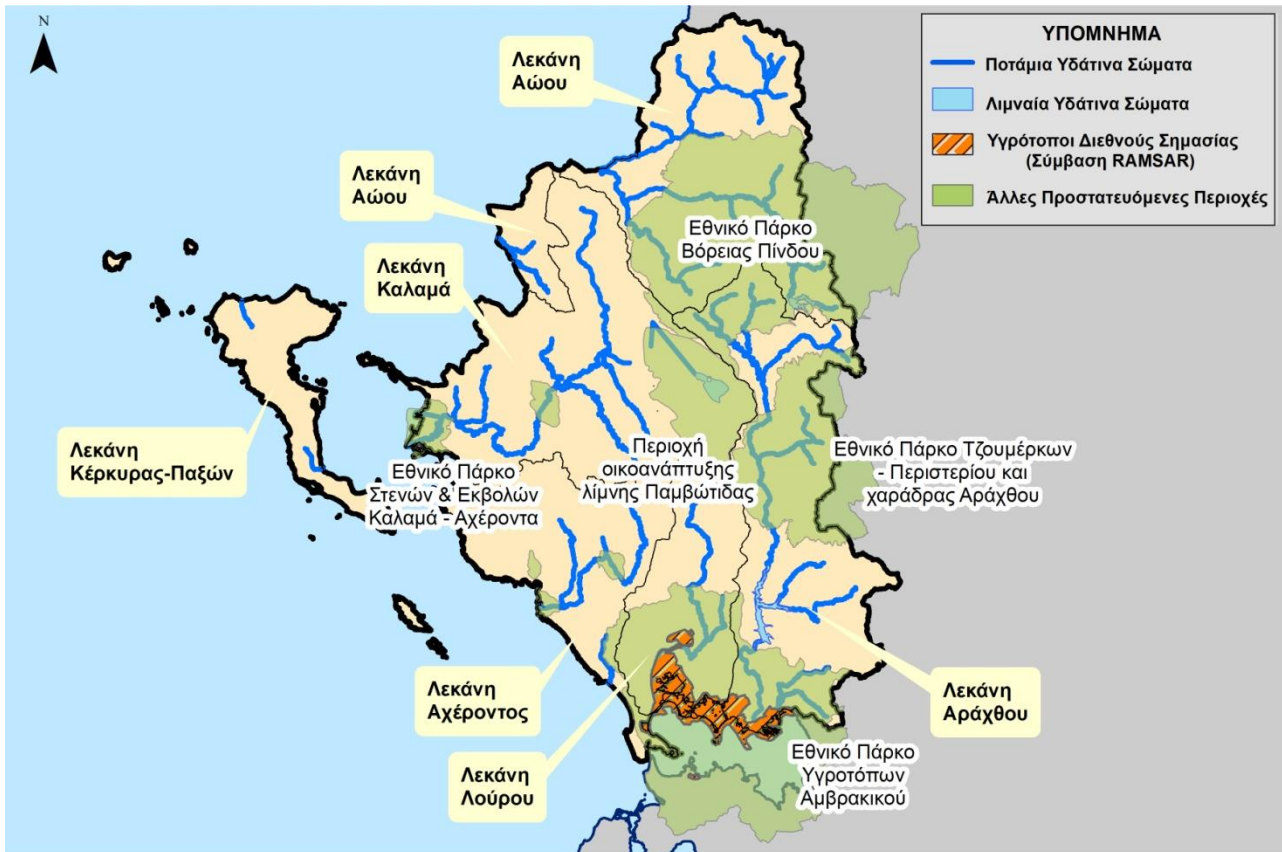 N
ΥΠΟΜΝΗΜΑ
Ποτάμια Υδάτινα Σώματα
Λιμναία Υδάτινα Σώματα
Υγρότοποι Διεθνούς Σημασίας
(Σύμβαση RAMSAR)
Άλλες Προστατευόμενες Περιοχές
Λεκάνη
Αώου
Λεκάνη
Αώου
Λεκάνη
Καλαμά
Εθνικό Πάρκο
Βόρειας Πίνδου
Λεκάνη
Κέρκυρας-Παξών
Εθνικό Πάρκο
Στενών & Εκβολών
Καλαμά - Αχέροντα
Περιοχή
οικοανάπτυξης
λίμνης Παμβώτιδας
Εθνικό Πάρκο Τζουμέρκων
- Περιστερίου και
χαράδρας Αράχθου
Λεκάνη
Αχέροντος
Λεκάνη
Λούρου
Λεκάνη
Αράχθου
Εθνικό Πάρκο
Υγροτόπων
Αμβρακικού